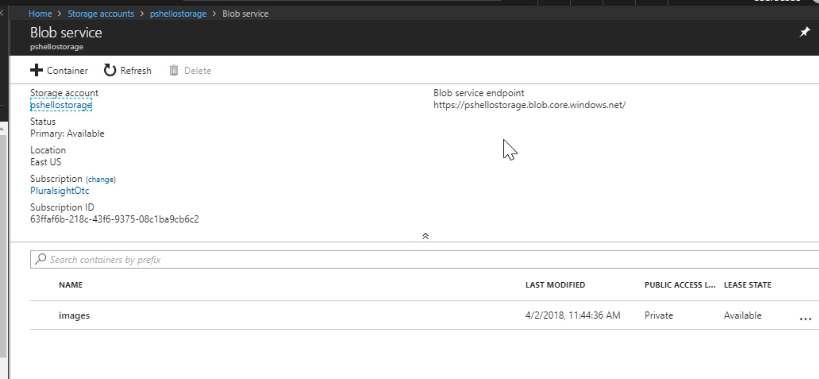 Home > Storage accounts > pshellostorage > Blob service
Blob service
pshellostorage
Container Refresh Delete
Storage account
pshellostorage
Status
Primary: Available
Location
East US
Subscription (change)
PluralsightOtc
Subscription ID
63ffaf6b-218c-43f6-9375-08c1ba9cb6c2
Blob service endpoint
https://pshellostorage.blob.core.windows.net/
Search containers by prefix
NAME LAST MODIFIED PUBLIC ACCESS L... LEASE STATE
images 4/2/2018, 11:44:36 AM Private Available ...